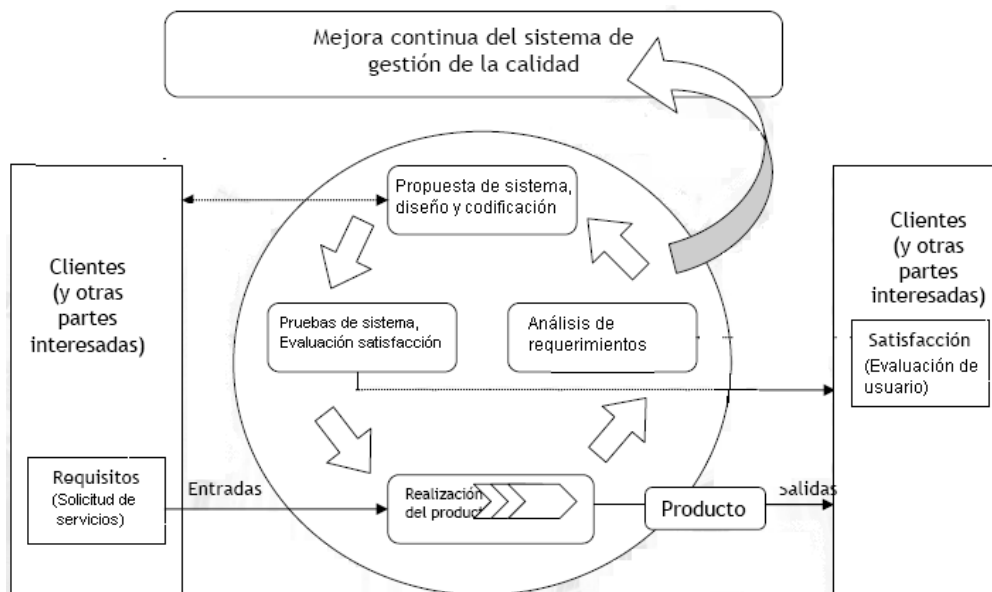 Mejora continua del sistema de
gestión de la calidad
Propuesta de sistema,
diseño y codificación
Clientes
(y otras
partes
interesadas)
Clientes
(y otras
partes
interesadas)
Pruebas de sistema,
Evaluación satisfacción
Análisis de
requerimientos
Satisfacción
(Evaluación de
usuario)
Requisitos
(Solicitud de
servicios)
Entradas
Realización
del product
Producto
Salidas